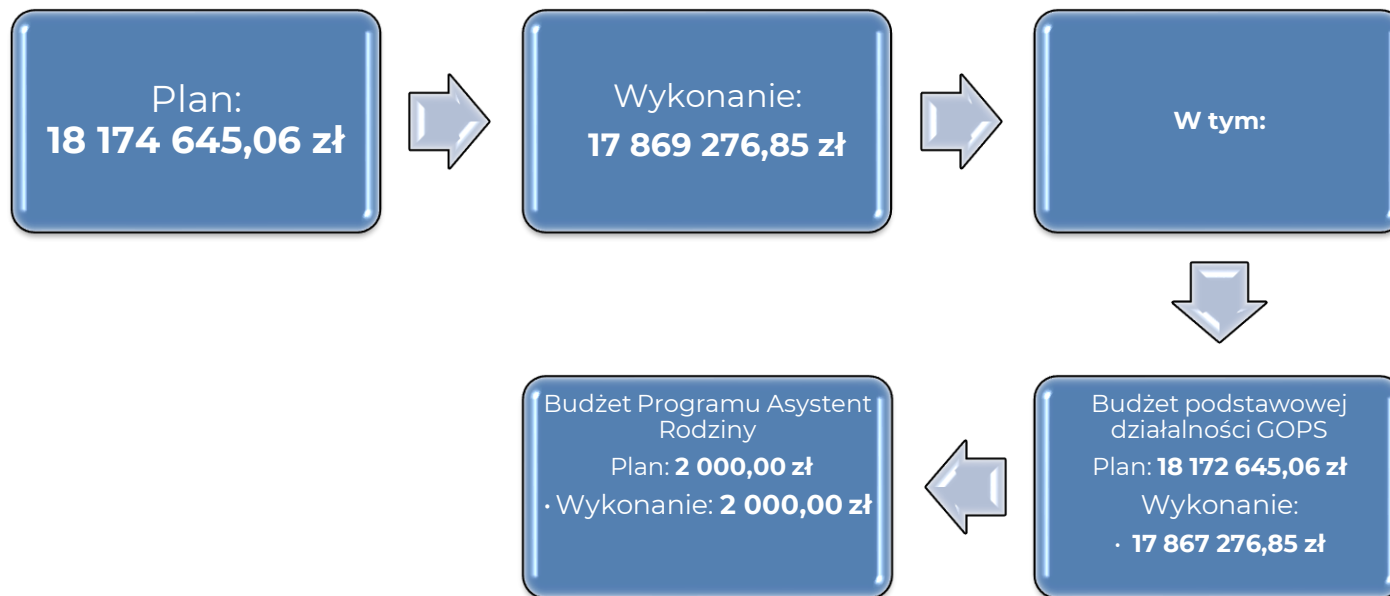 Plan:
18 174 645,06 zł
Wykonanie:
17 869 276,85 zł
W tym:
Budżet podstawowej
działalności GOPS
Plan: 18 172 645,06 zł
Wykonanie:
• 17 867 276,85 zł
Budżet Programu Asystent
Rodziny
Plan: 2 000,00 zł
• Wykonanie: 2 000,00 zł